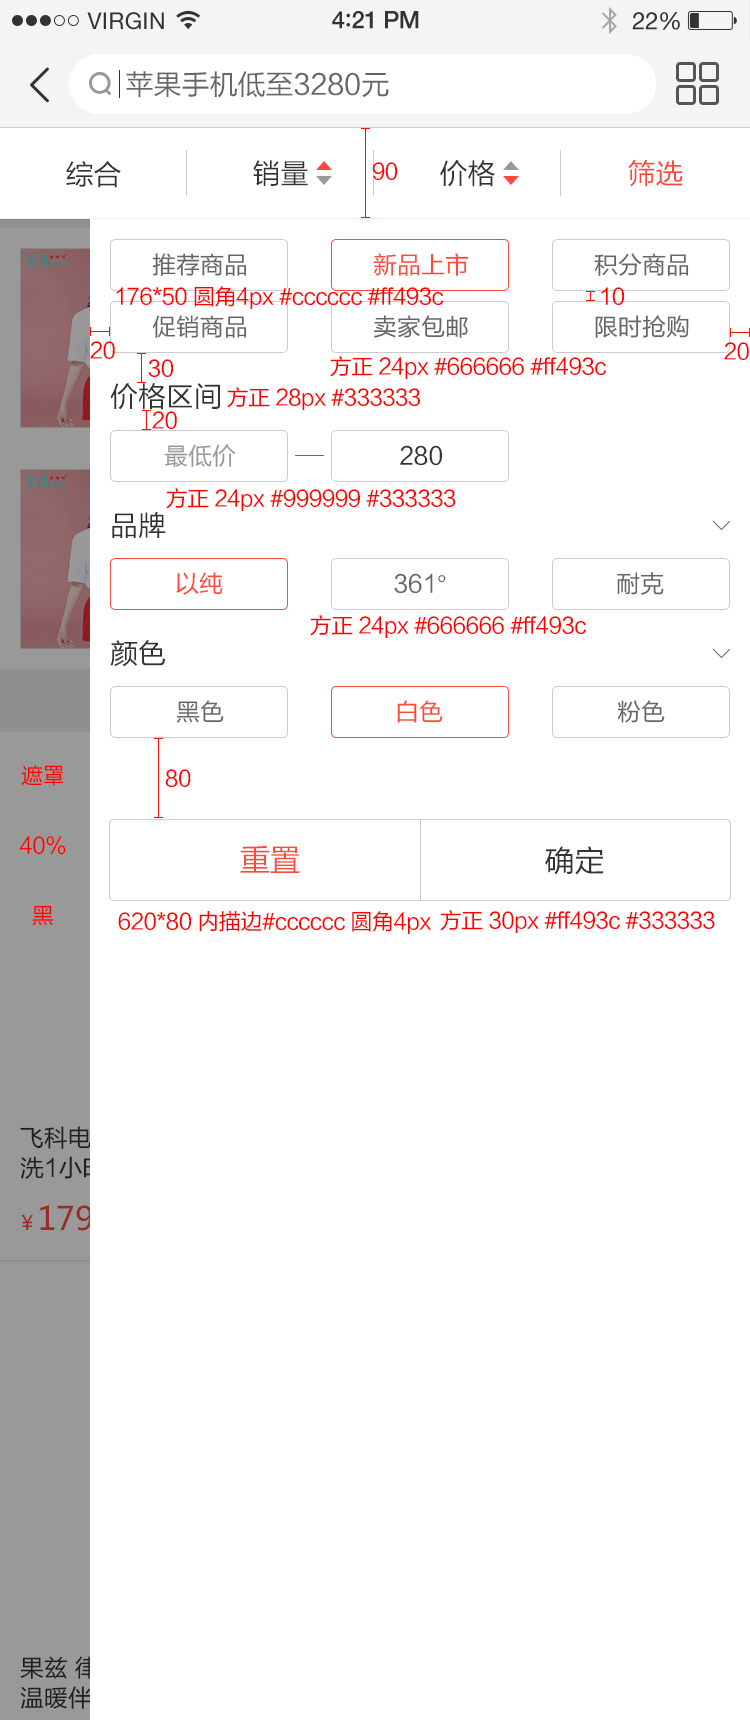 VIRGIN 4:21 PM 22%
苹果手机低至3280元
综合 销量 90 价格 筛选
推荐商品 新品上市 积分商品
176*50 圆角4px #cccccc #ff493c 10
促销商品 卖家包邮 限时抢购
20 20
30 方正 24px #666666 #ff493c
价格区间 方正 28px #333333
20
最低价 — 280
方正 24px #999999 #333333
品牌
以纯 361° 耐克
方正 24px #666666 #ff493c
颜色
黑色 白色 粉色
遮罩 80
40%
重置 确定
黑
620*80 内描边#cccccc 圆角4px 方正 30px #ff493c #333333
飞科电
洗1小
¥179
果兹
温暖伴